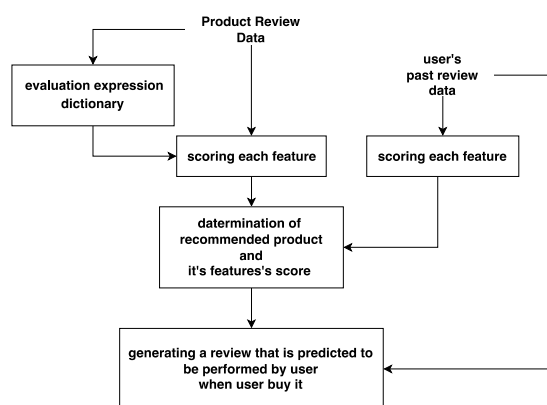 Product Review
Data
evaluation expression
dictionary
user's
past review
data
scoring each feature
scoring each feature
datermination of
recommended product
and
it's features's score
generating a review that is predicted to
be performed by user
when user buy it